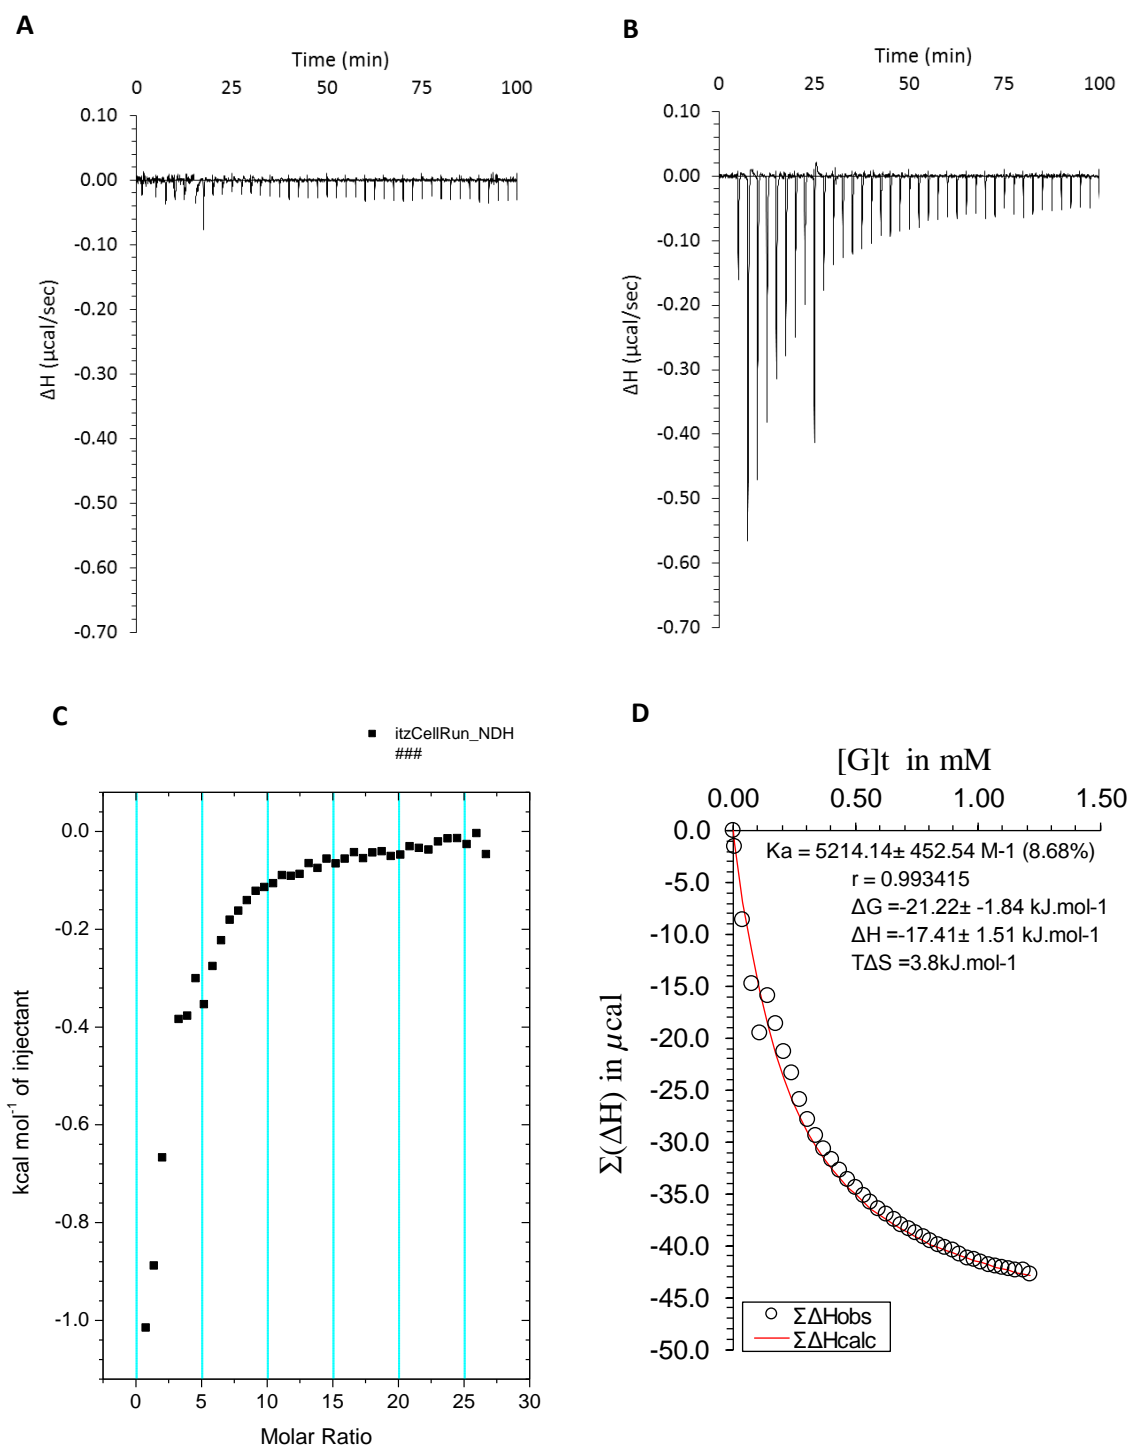 A
Time (min)
0 25 50 75 100
0.10
0.00
-0.10
-0.20
-0.30
-0.40
-0.50
-0.60
-0.70
ΔH (μcal/sec)
B
Time (min)
0 25 50 75 100
0.10
0.00
-0.10
-0.20
-0.30
-0.40
-0.50
-0.60
-0.70
ΔH (μcal/sec)
C
itzCellRun_NDH
###
0.0
-0.2
-0.4
-0.6
-0.8
-1.0
kcal mol⁻¹ of injectant
0 5 10 15 20 25 30
Molar Ratio
D
[G]t in mM
0.00 0.50 1.00 1.50
0.0
-5.0
-10.0
-15.0
-20.0
-25.0
-30.0
-35.0
-40.0
-45.0
-50.0
Σ(ΔH) in μcal
Ka = 5214.14± 452.54 M-1 (8.68%)
r = 0.993415
ΔG =-21.22± -1.84 kJ.mol-1
ΔH =-17.41± 1.51 kJ.mol-1
TΔS =3.8kJ.mol-1
ΣΔHobs
ΣΔHcalc